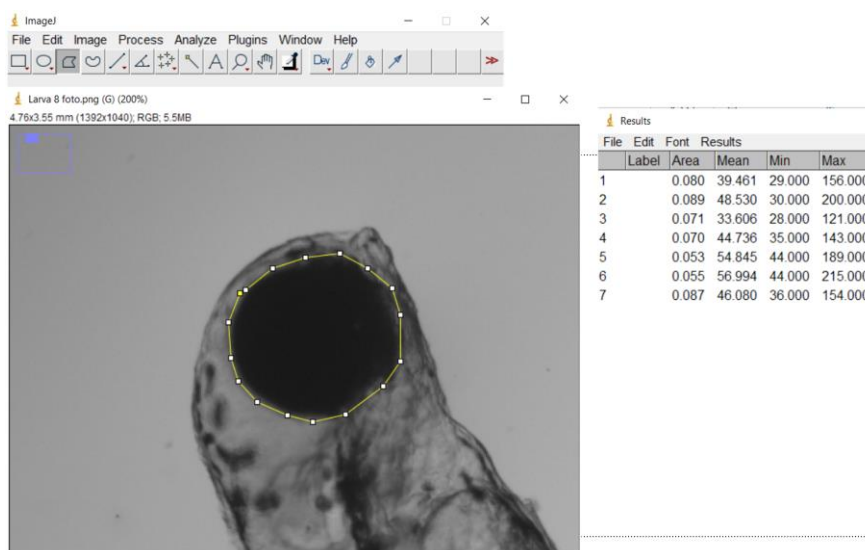 ImageJ
File Edit Image Process Analyze Plugins Window Help
Dev
Larva 8 foto.png (G) (200%)
4.76x3.55 mm (1392x1040); RGB; 5.5MB
Results
File Edit Font Results
Label Area Mean Min Max
1 0.080 39.461 29.000 156.000
2 0.089 48.530 30.000 200.000
3 0.071 33.606 28.000 121.000
4 0.070 44.736 35.000 143.000
5 0.053 54.845 44.000 189.000
6 0.055 56.994 44.000 215.000
7 0.087 46.080 36.000 154.000